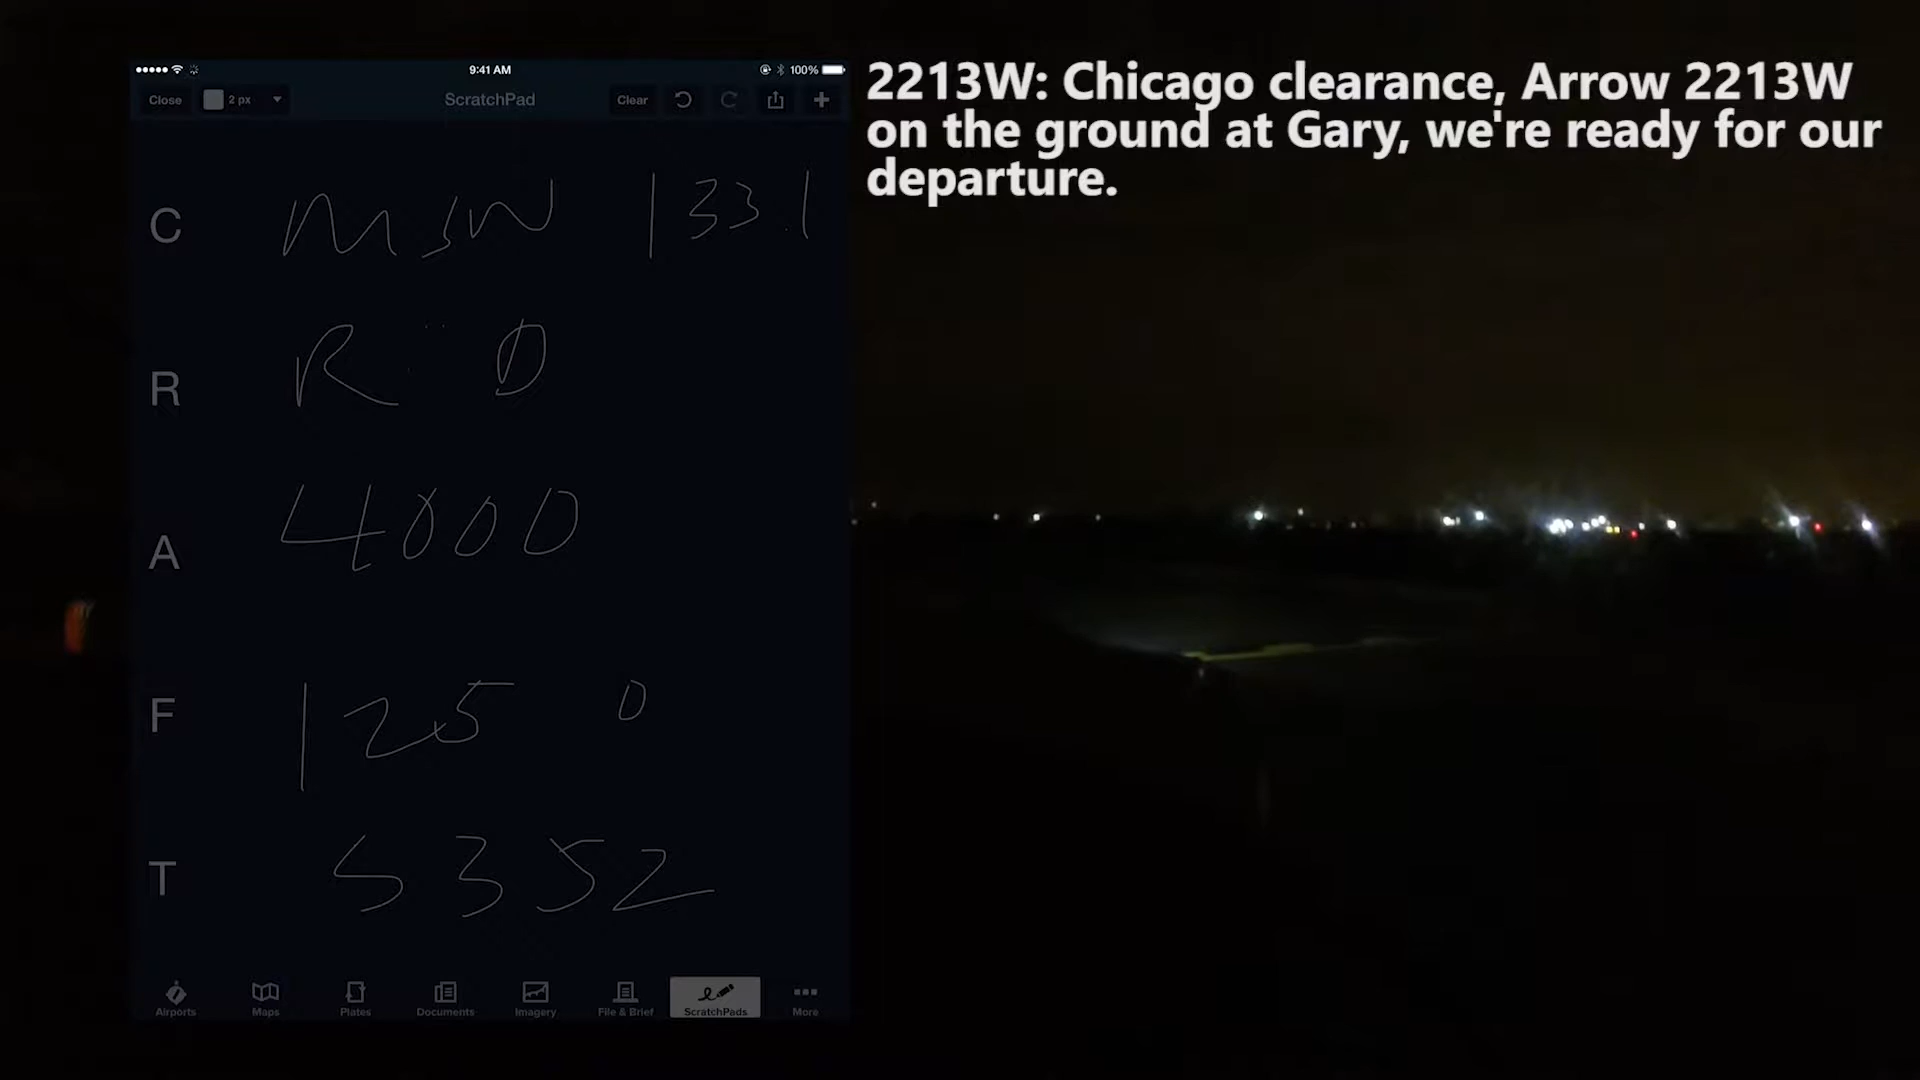 9:41 AM 100%
Close 2 px ScratchPad Clear
2213W: Chicago clearance, Arrow 2213W
on the ground at Gary, we're ready for our
departure.
C MSN 133.1
R R D
A 4000
F 125 0
T 5352
Airports Maps Plates Documents Imagery File & Brief ScratchPads More